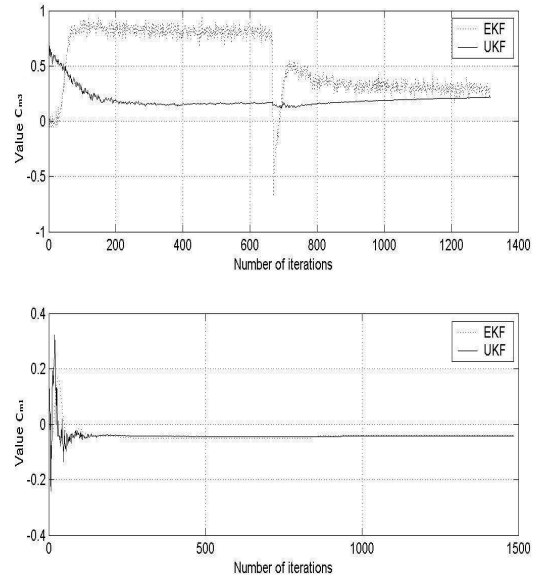 1
0.5
0
-0.5
-1
Value Cm3
EKF
UKF
0 200 400 600 800 1000 1200 1400
Number of iterations
0.4
0.2
0
-0.2
-0.4
Value Cm1
EKF
UKF
0 500 1000 1500
Number of iterations